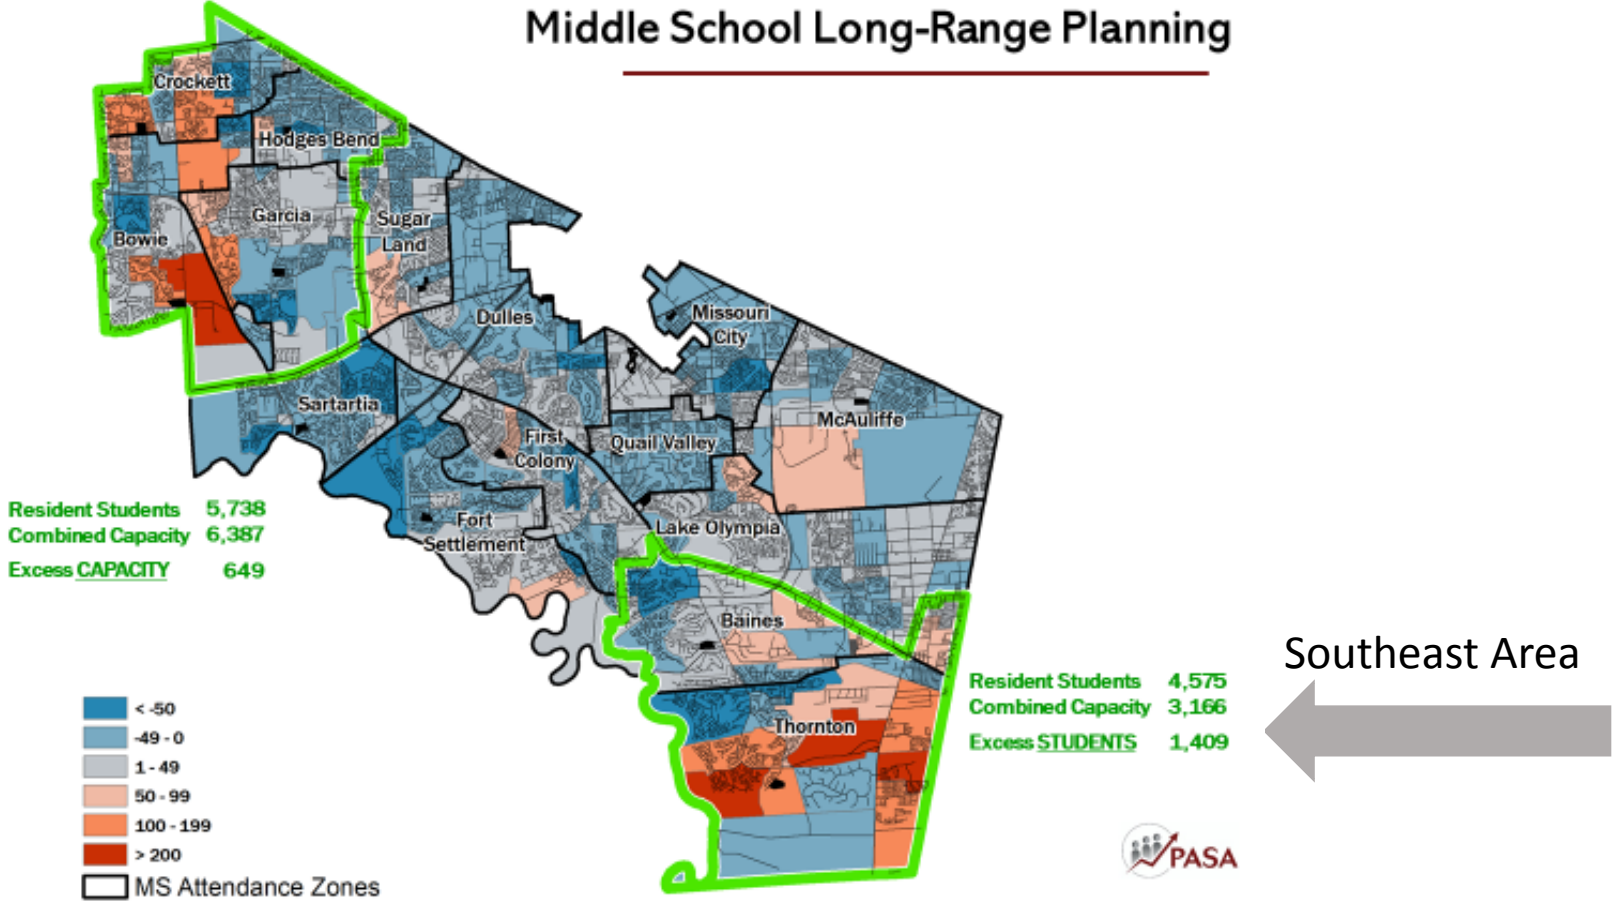 Middle School Long-Range Planning
Crockett
Hodges Bend
Garcia
Sugar
Land
Bowie
Dulles
Missouri
City
Sartartia
McAuliffe
First
Colony
Quail Valley
Resident Students 5,738
Combined Capacity 6,387
Excess CAPACITY 649
Fort
Settlement
Lake Olympia
Baines
Southeast Area
Resident Students 4,575
Combined Capacity 3,166
Excess STUDENTS 1,409
Thornton
< -50
-49 - 0
1 - 49
50 - 99
100 - 199
> 200
MS Attendance Zones
PASA